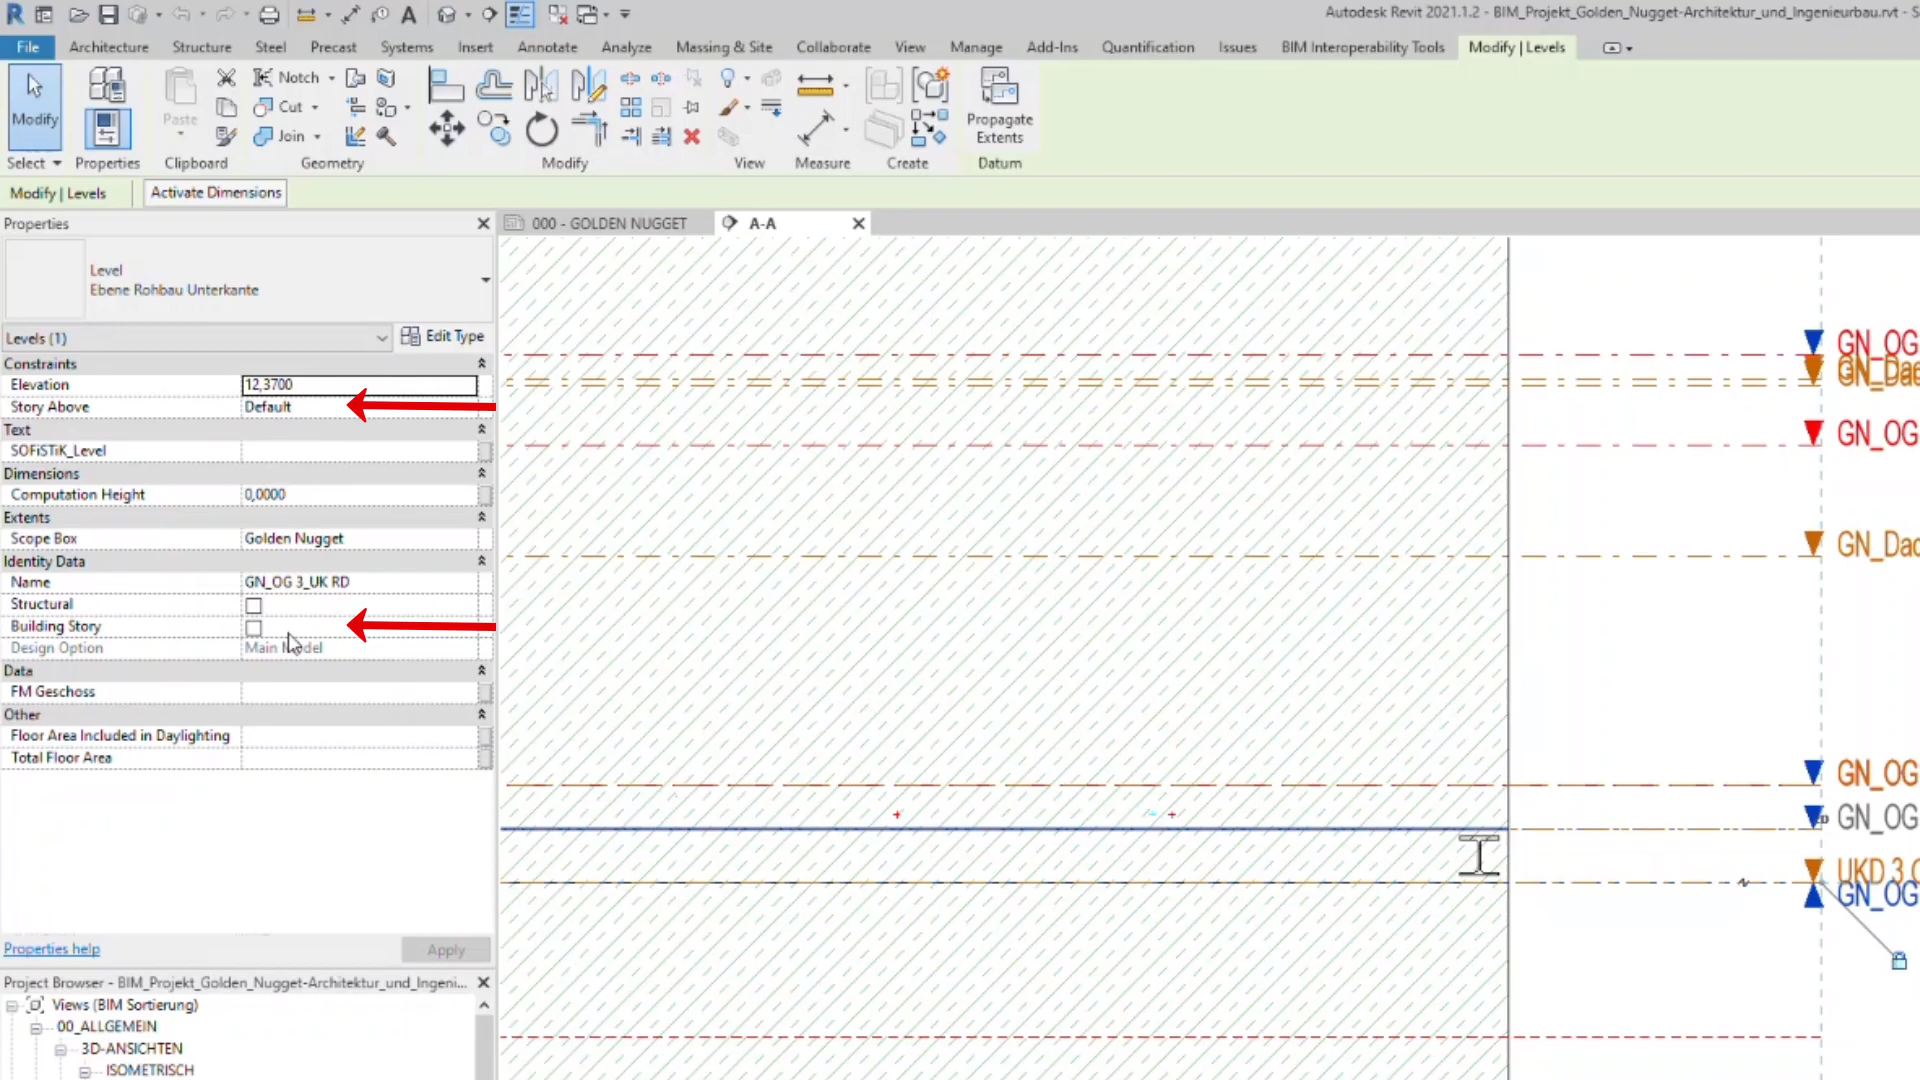 Autodesk Revit 2021.1.2 - BIM_Projekt_Golden_Nugget-Architektur_und_Ingenieurbau.rvt - S
File Architecture Structure Steel Precast Systems Insert Annotate Analyze Massing & Site Collaborate View Manage Add-Ins Quantification Issues BIM Interoperability Tools Modify | Levels
Notch
Cut
Join
Modify
Paste
Propagate
Extents
Select Properties Clipboard Geometry Modify View Measure Create Datum
Modify | Levels Activate Dimensions
Properties
000 - GOLDEN NUGGET A-A
Level
Ebene Rohbau Unterkante
Levels (1) Edit Type
Constraints
Elevation 12,3700
Story Above Default
Text
SOFiSTiK_Level
Dimensions
Computation Height 0,0000
Extents
Scope Box Golden Nugget
Identity Data
Name GN_OG 3_UK RD
Structural
Building Story
Design Option Main Model
Data
FM Geschoss
Other
Floor Area Included in Daylighting
Total Floor Area
Properties help Apply
Project Browser - BIM_Projekt_Golden_Nugget-Architektur_und_Ingeni...
Views (BIM Sortierung)
00_ALLGEMEIN
3D-ANSICHTEN
ISOMETRISCH
GN_OG
GN_Dac
GN_OG
GN_Dac
GN_OG
GN_OG
UKD 3 O
GN_OG